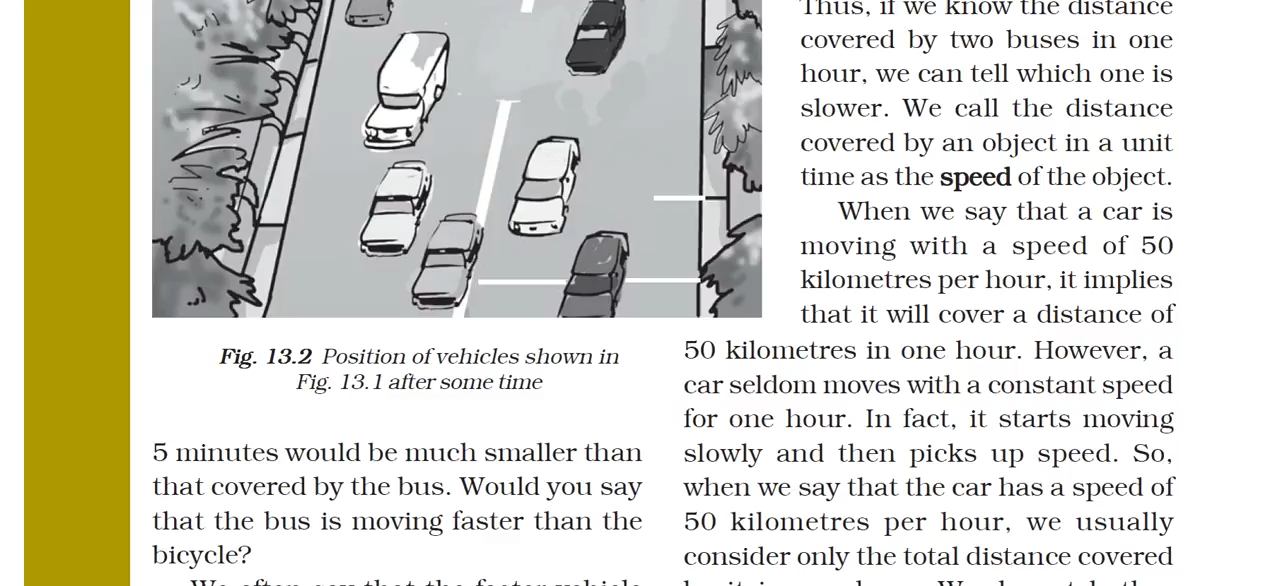 Fig. 13.2 Position of vehicles shown in
Fig. 13.1 after some time
5 minutes would be much smaller than
that covered by the bus. Would you say
that the bus is moving faster than the
bicycle?
We often say that the faster vehicle
Thus, if we know the distance
covered by two buses in one
hour, we can tell which one is
slower. We call the distance
covered by an object in a unit
time as the speed of the object.
When we say that a car is
moving with a speed of 50
kilometres per hour, it implies
that it will cover a distance of
50 kilometres in one hour. However, a
car seldom moves with a constant speed
for one hour. In fact, it starts moving
slowly and then picks up speed. So,
when we say that the car has a speed of
50 kilometres per hour, we usually
consider only the total distance covered